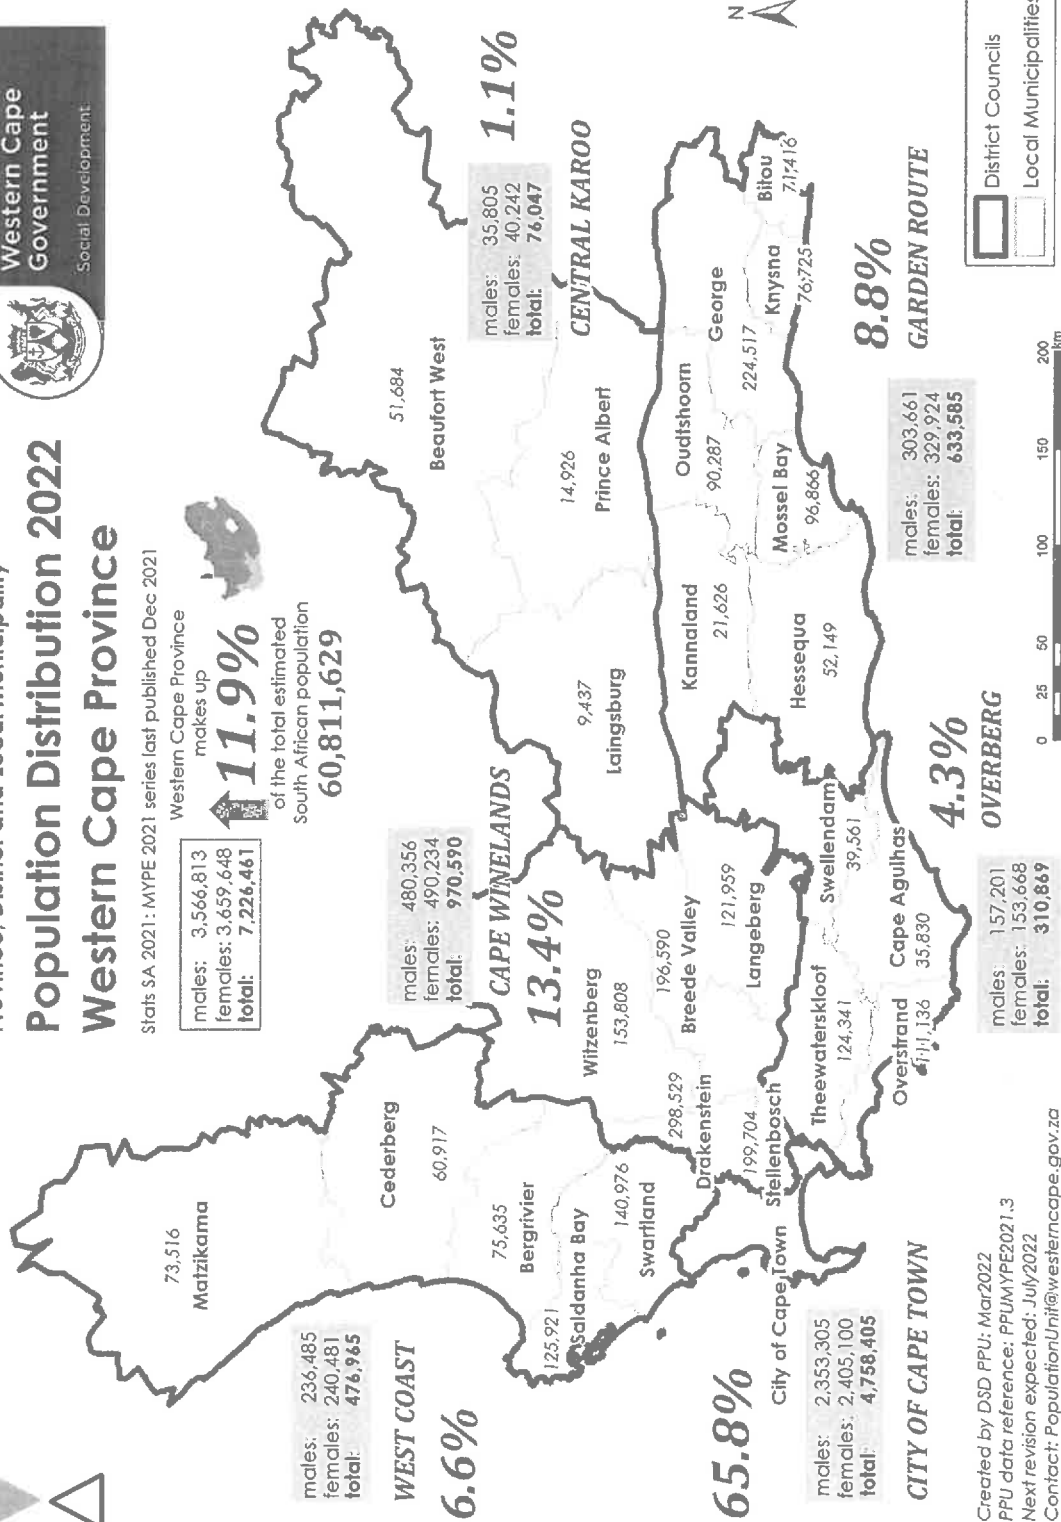 Population Distribution 2022
Western Cape Province
Stats SA 2021: MYPE 2021 series last published Dec 2021
Western Cape
Government
Social Development
males: 3,566,813
females: 3,659,648
total: 7,226,461
Western Cape Province
makes up
11.9%
of the total estimated
South African population
60,811,629
73,516
Matzikama
Cederberg
60,917
75,635
Bergrivier
125,921
Saldanha Bay
140,976
Swartland
males: 236,485
females: 240,481
total: 476,965
WEST COAST
6.6%
males: 480,356
females: 490,234
total: 970,590
CAPE WINELANDS
13.4%
Witzenberg
153,808
196,590
Breede Valley
121,959
Langeberg
298,529
Drakenstein
199,704
Stellenbosch
51,684
Beaufort West
14,926
Prince Albert
9,437
Laingsburg
males: 35,805
females: 40,242
total: 76,047
1.1%
CENTRAL KAROO
Kannaland
21,626
Oudtshoorn
90,287
George
224,517
Knysna
76,725
Bitou
71,416
Mossel Bay
96,866
Hessequa
52,149
8.8%
GARDEN ROUTE
males: 303,661
females: 329,924
total: 633,585
Swellendam
39,561
Theewaterskloof
124,341
Overstrand
111,136
Cape Agulhas
35,830
4.3%
OVERBERG
males: 157,201
females: 153,668
total: 310,869
65.8%
City of Cape Town
males: 2,353,305
females: 2,405,100
total: 4,758,405
CITY OF CAPE TOWN
N
District Councils
Local Municipalities
0 25 50 100 150 200
km
Created by DSD PPU: Mar2022
PPU data reference: PPUMYPE2021.3
Next revision expected: July2022
Contact: PopulationUnit@westerncape.gov.za